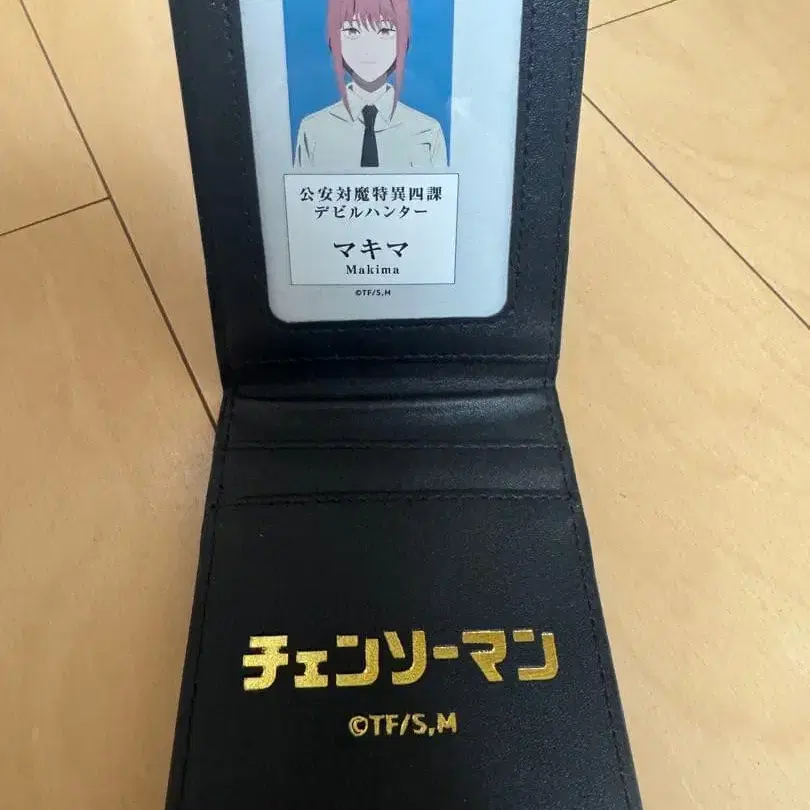 公安対魔特異四課
デビルハンター
マキマ
Makima
©TF/S,M
チェンソーマン
©TF/S,M